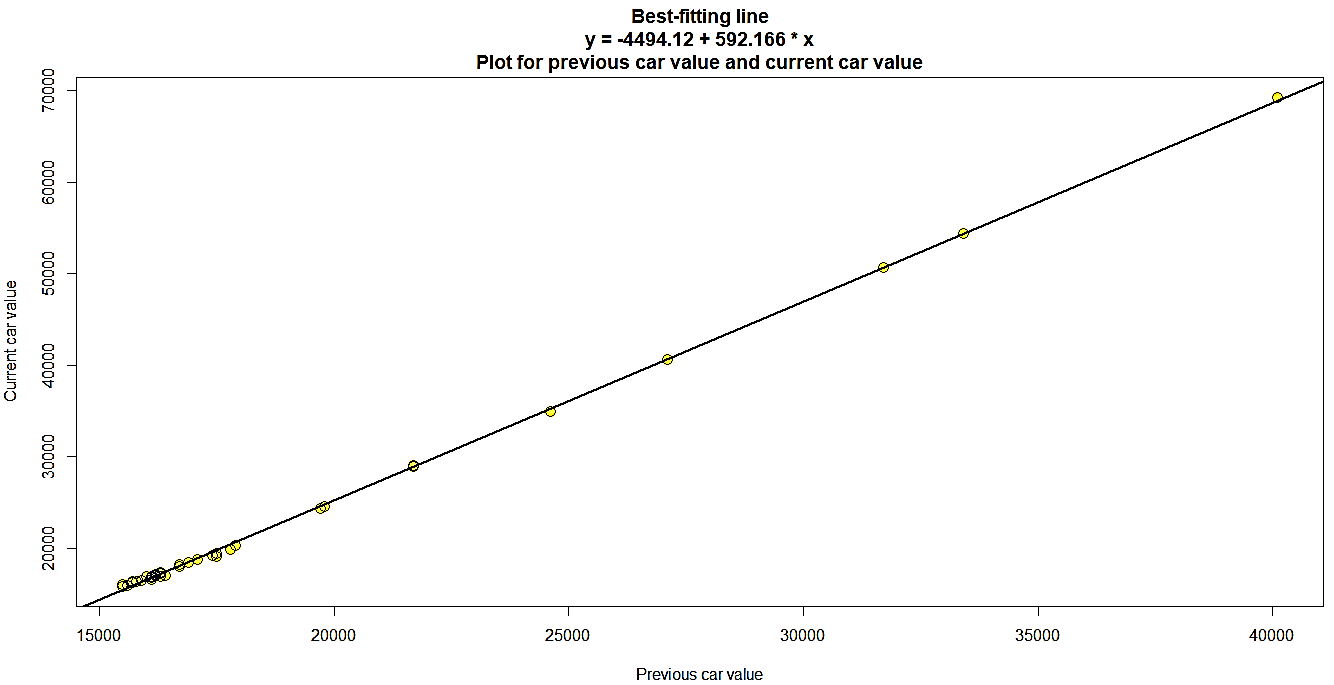 Best-fitting line
y = -4494.12 + 592.166 * x
Plot for previous car value and current car value
70000
60000
50000
40000
30000
20000
Current car value
15000 20000 25000 30000 35000 40000
Previous car value